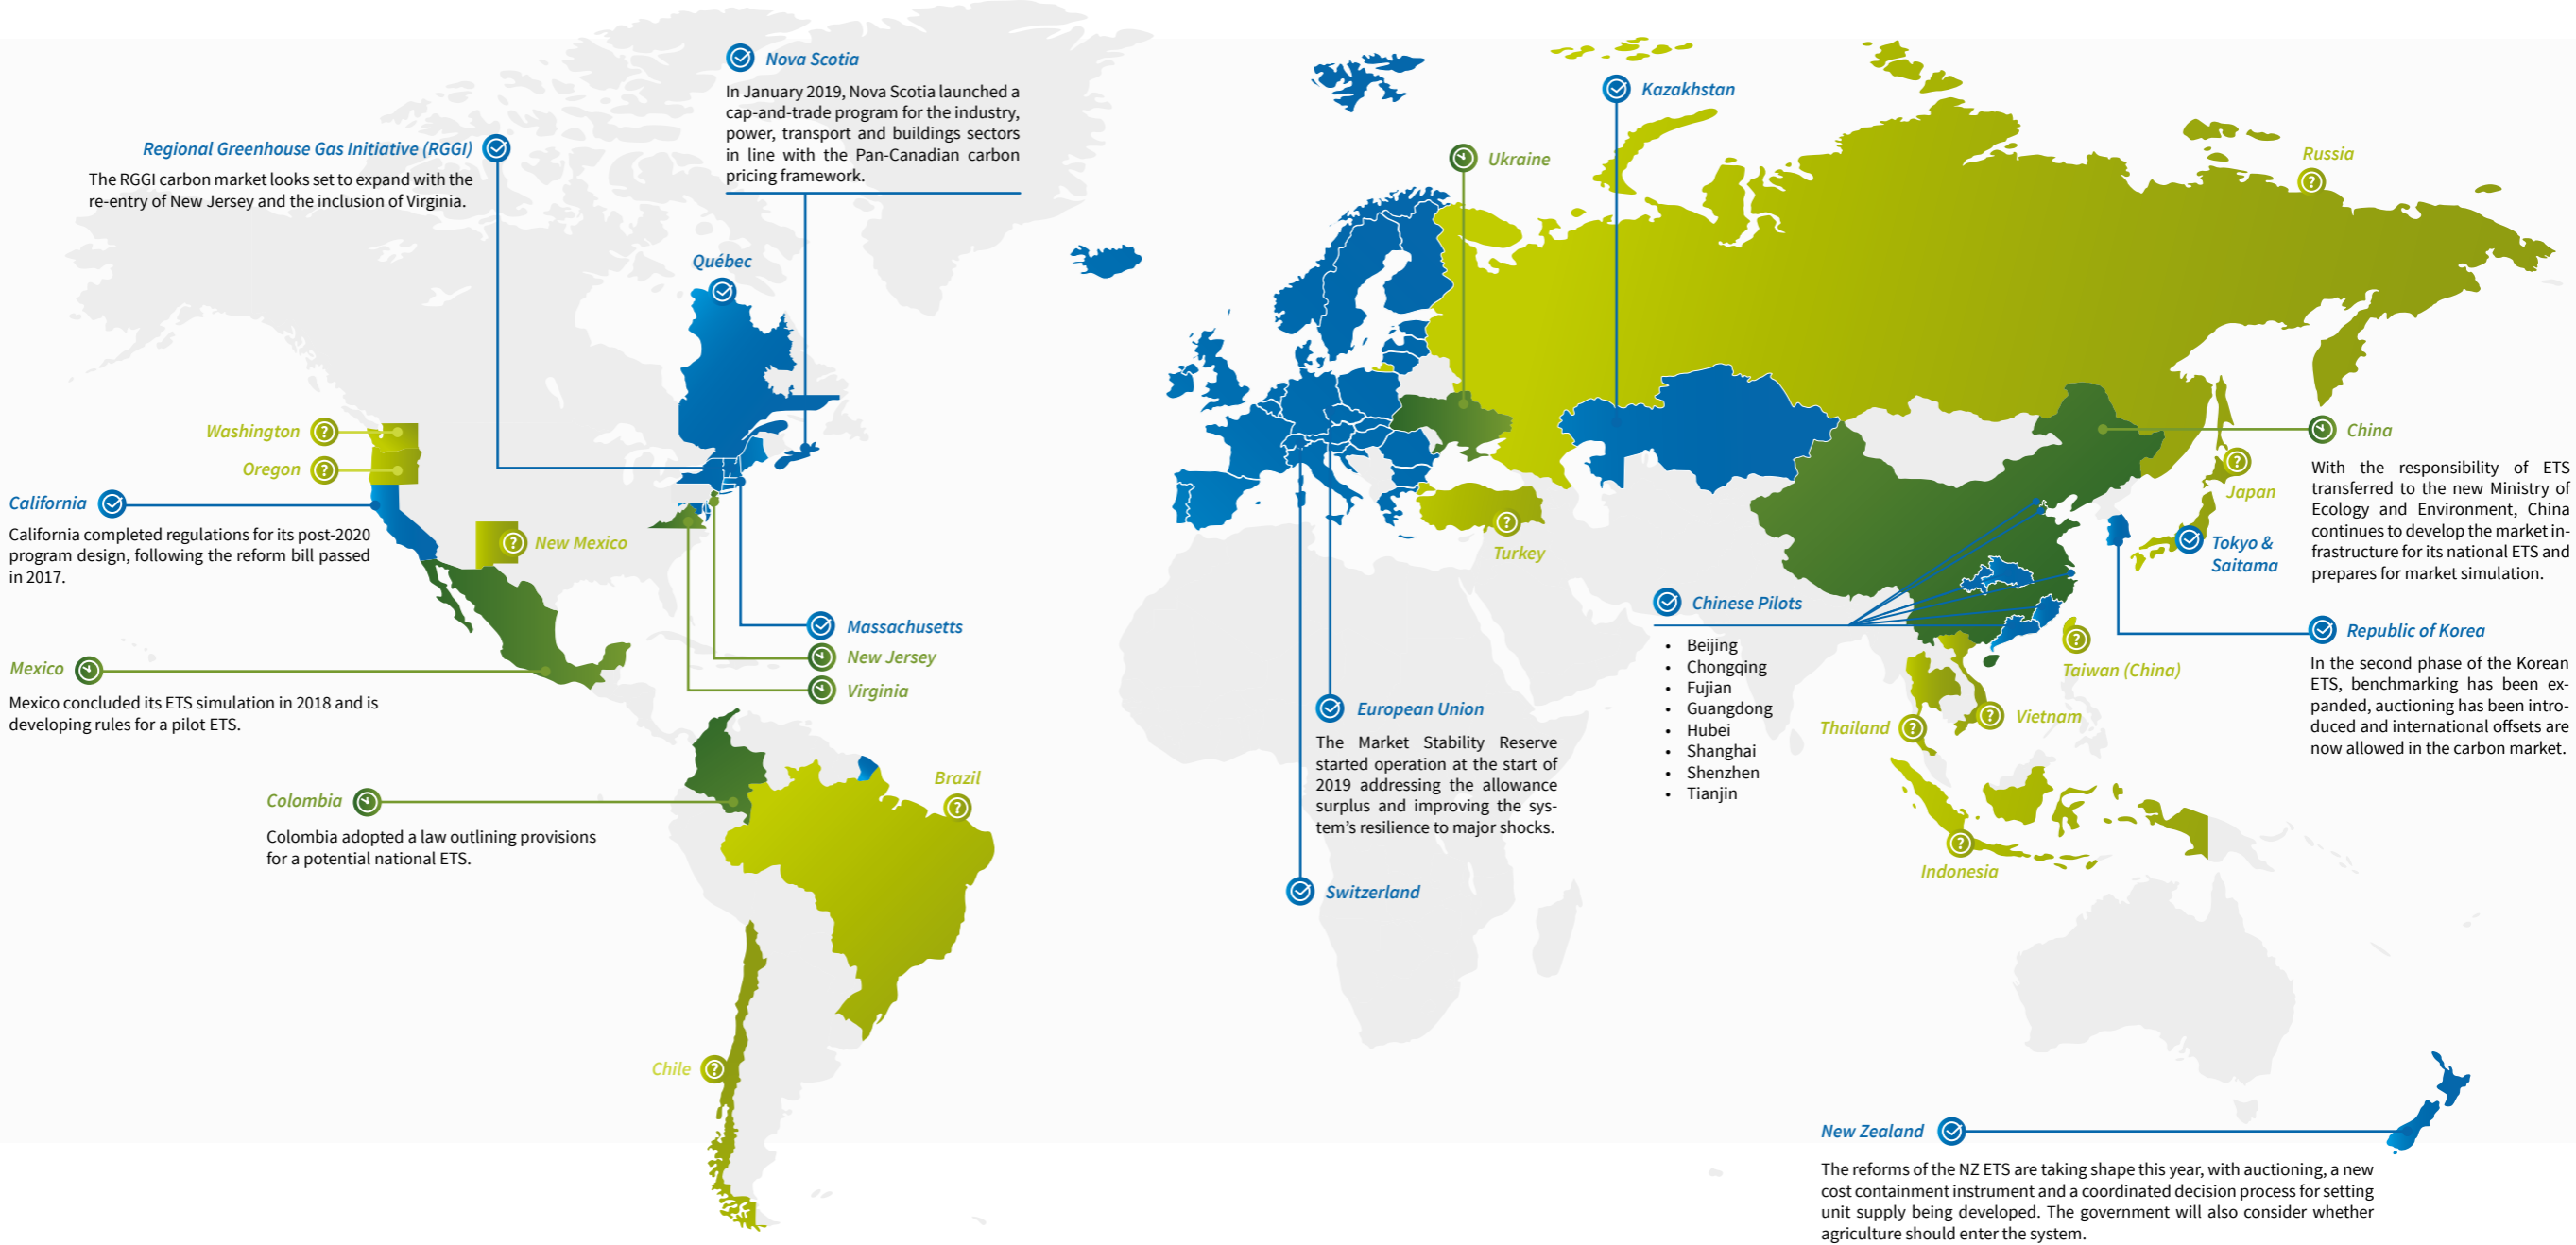 Nova Scotia
In January 2019, Nova Scotia launched a
cap-and-trade program for the industry,
power, transport and buildings sectors
in line with the Pan-Canadian carbon
pricing framework.
Regional Greenhouse Gas Initiative (RGGI)
The RGGI carbon market looks set to expand with the
re-entry of New Jersey and the inclusion of Virginia.
Québec
Washington
Oregon
California
California completed regulations for its post-2020
program design, following the reform bill passed
in 2017.
New Mexico
Mexico
Mexico concluded its ETS simulation in 2018 and is
developing rules for a pilot ETS.
Massachusetts
New Jersey
Virginia
Colombia
Colombia adopted a law outlining provisions
for a potential national ETS.
Brazil
Chile
Kazakhstan
Ukraine
Russia
Turkey
European Union
The Market Stability Reserve
started operation at the start of
2019 addressing the allowance
surplus and improving the sys-
tem's resilience to major shocks.
Switzerland
Chinese Pilots
• Beijing
• Chongqing
• Fujian
• Guangdong
• Hubei
• Shanghai
• Shenzhen
• Tianjin
China
With the responsibility of ETS
transferred to the new Ministry of
Ecology and Environment, China
continues to develop the market in-
frastructure for its national ETS and
prepares for market simulation.
Japan
Tokyo &
Saitama
Republic of Korea
In the second phase of the Korean
ETS, benchmarking has been ex-
panded, auctioning has been intro-
duced and international offsets are
now allowed in the carbon market.
Taiwan (China)
Vietnam
Thailand
Indonesia
New Zealand
The reforms of the NZ ETS are taking shape this year, with auctioning, a new
cost containment instrument and a coordinated decision process for setting
unit supply being developed. The government will also consider whether
agriculture should enter the system.